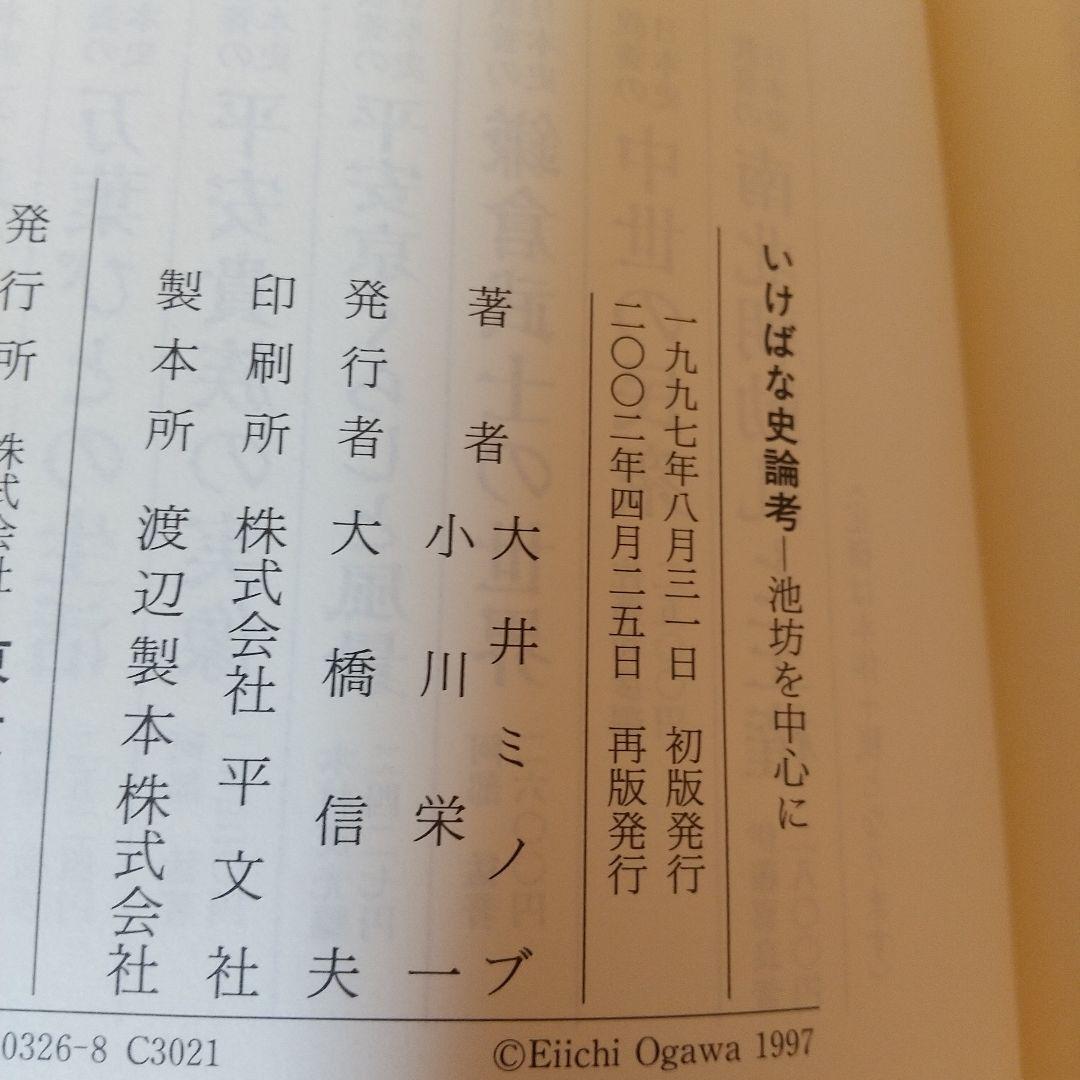 いけばな史論考―池坊を中心に
一九九七年八月三一日　初版発行
二〇〇二年四月二五日　再版発行
著者　大井ミノブ
小川栄一
発行者　大橋信夫
印刷所　株式会社　平文社
製本所　渡辺製本株式会社
発行所　株式会社
0326-8 C3021
©Eiichi Ogawa 1997